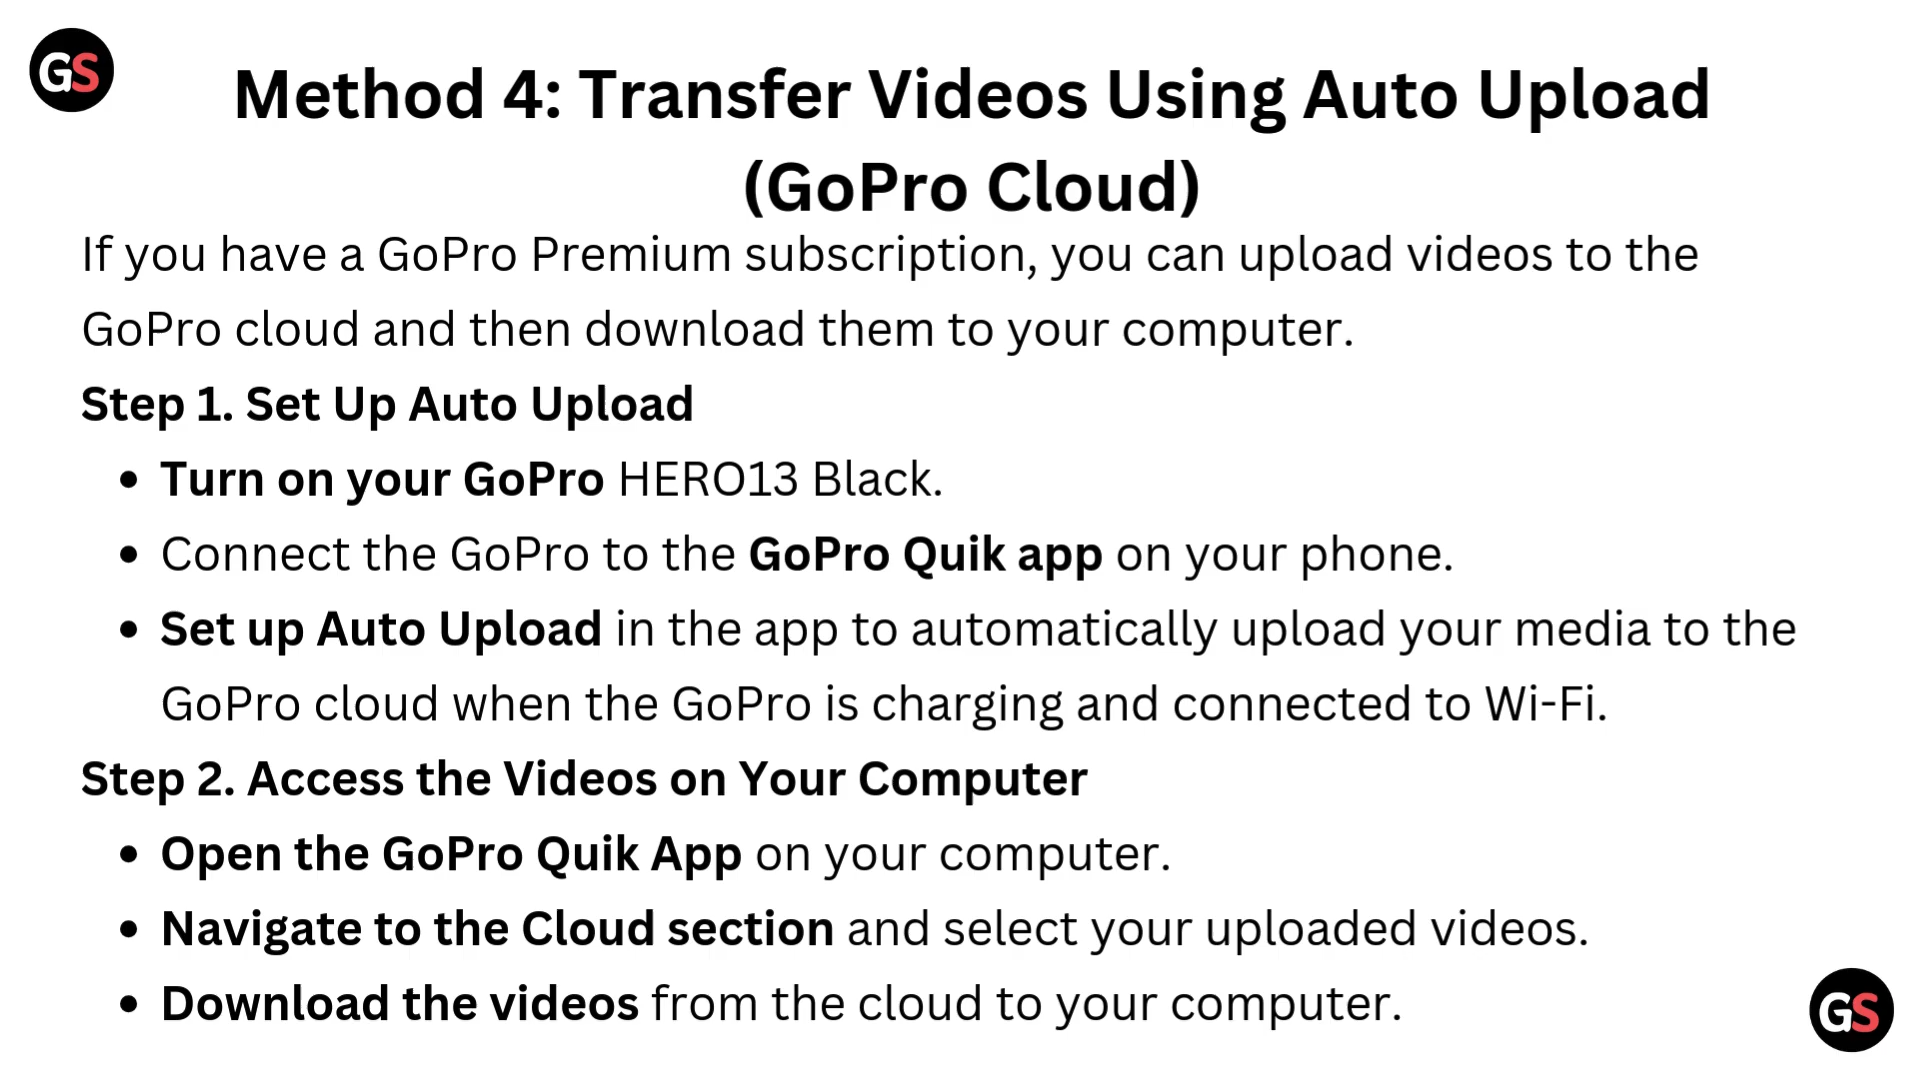 GS
Method 4: Transfer Videos Using Auto Upload
(GoPro Cloud)
If you have a GoPro Premium subscription, you can upload videos to the
GoPro cloud and then download them to your computer.
Step 1. Set Up Auto Upload
• Turn on your GoPro HERO13 Black.
• Connect the GoPro to the GoPro Quik app on your phone.
• Set up Auto Upload in the app to automatically upload your media to the
GoPro cloud when the GoPro is charging and connected to Wi-Fi.
Step 2. Access the Videos on Your Computer
• Open the GoPro Quik App on your computer.
• Navigate to the Cloud section and select your uploaded videos.
• Download the videos from the cloud to your computer.
GS